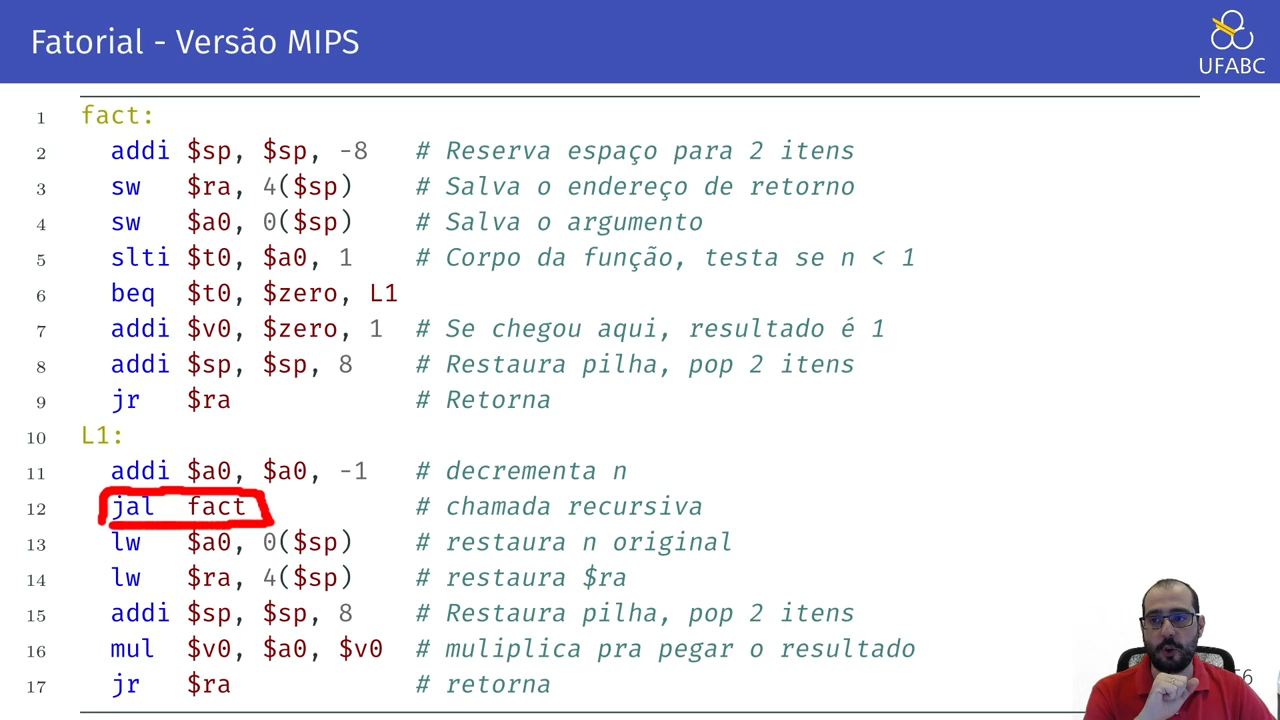 Fatorial - Versão MIPS
UFABC
1 fact:
2 addi $sp, $sp, -8 # Reserva espaço para 2 itens
3 sw $ra, 4($sp) # Salva o endereço de retorno
4 sw $a0, 0($sp) # Salva o argumento
5 slti $t0, $a0, 1 # Corpo da função, testa se n < 1
6 beq $t0, $zero, L1
7 addi $v0, $zero, 1 # Se chegou aqui, resultado é 1
8 addi $sp, $sp, 8 # Restaura pilha, pop 2 itens
9 jr $ra # Retorna
10 L1:
11 addi $a0, $a0, -1 # decrementa n
12 jal fact # chamada recursiva
13 lw $a0, 0($sp) # restaura n original
14 lw $ra, 4($sp) # restaura $ra
15 addi $sp, $sp, 8 # Restaura pilha, pop 2 itens
16 mul $v0, $a0, $v0 # muliplica pra pegar o resultado
17 jr $ra # retorna